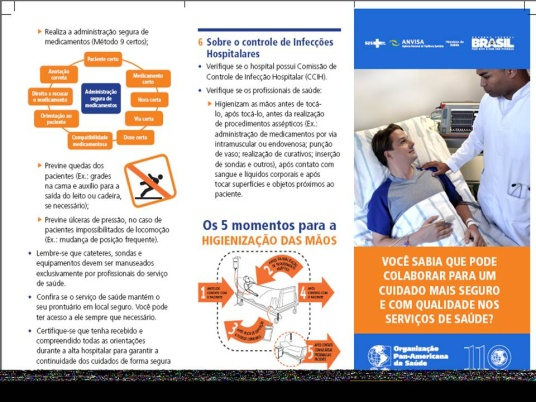 Realiza a administração segura de
medicamentos (Método 9 certos);
Paciente certo
Medicamento
certo
Hora certa
Via certa
Dose certa
Compatibilidade
medicamentosa
Orientação ao
paciente
Direito a recusar
o medicamento
Anotação
correta
Administração
segura de
medicamentos
Previne quedas dos
pacientes (Ex.: grades
na cama e auxílio para a
saída do leito ou cadeira,
se necessário);
Previne úlceras de pressão, no caso de
pacientes impossibilitados de locomoção
(Ex.: mudança de posição frequente).
Lembre-se que cateteres, sondas e
equipamentos devem ser manuseados
exclusivamente por profissionais do serviço
de saúde.
Confira se o serviço de saúde mantém o
seu prontuário em local seguro. Você pode
ter acesso a ele sempre que necessário.
Certifique-se que tenha recebido e
compreendido todas as orientações
durante a alta hospitalar para garantir a
continuidade dos cuidados de forma segura
6 Sobre o controle de Infecções
Hospitalares
Verifique se o hospital possui Comissão de
Controle de Infecção Hospitalar (CCIH).
Verifique se os profissionais de saúde:
Higienizam as mãos antes de tocá-
lo, após tocá-lo, antes da realização
de procedimentos assépticos (Ex.:
administração de medicamentos por via
intramuscular ou endovenosa; punção
de vaso; realização de curativos; inserção
de sondas e outros), após contato com
sangue e líquidos corporais e após
tocar superfícies e objetos próximos ao
paciente.
Os 5 momentos para a
HIGIENIZAÇÃO DAS MÃOS
1
2
3
4
5
SUS
ANVISA
Agência Nacional de Vigilância Sanitária
Ministério da
Saúde
BRASIL
VOCÊ SABIA QUE PODE
COLABORAR PARA UM
CUIDADO MAIS SEGURO
E COM QUALIDADE NOS
SERVIÇOS DE SAÚDE?
Organização
Pan-Americana
da Saúde
110